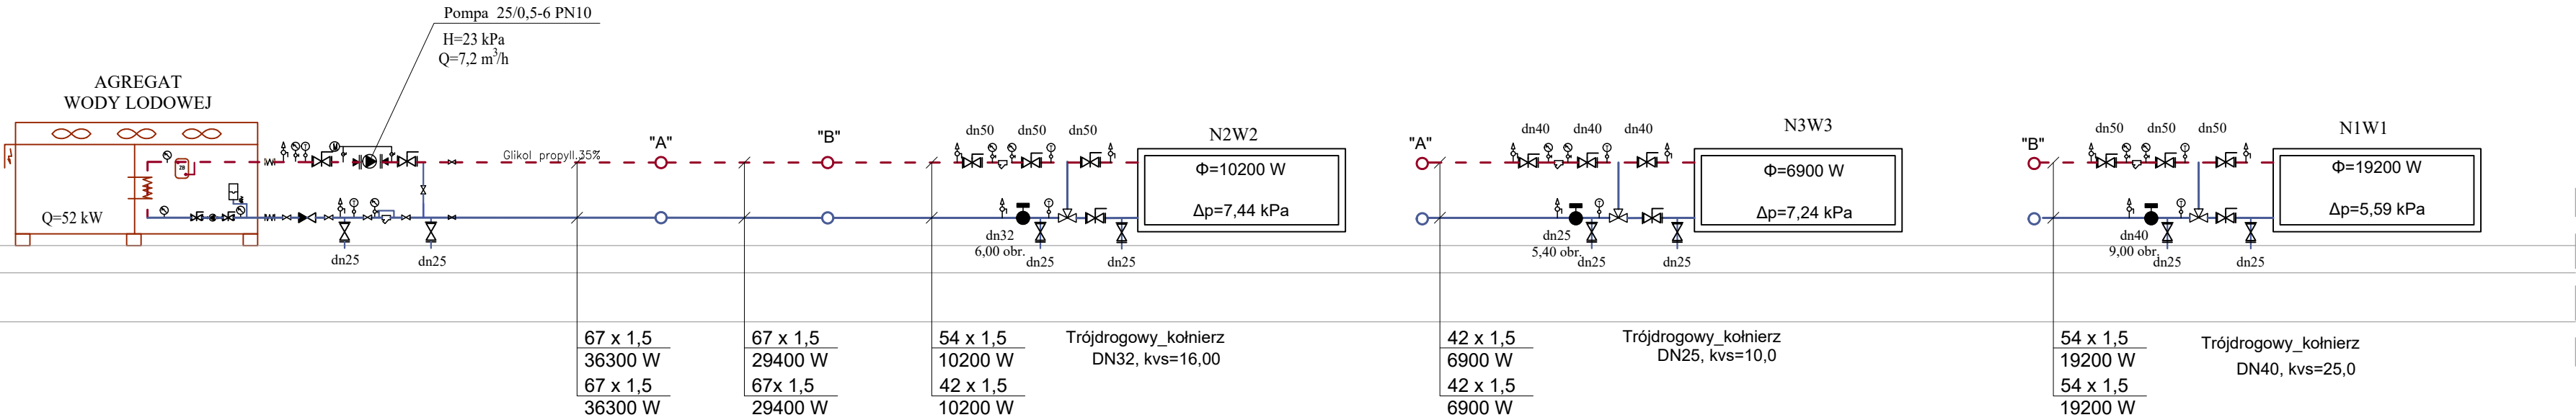 Pompa 25/0,5-6 PN10
H=23 kPa
Q=7,2 m³/h
AGREGAT
WODY LODOWEJ
Q=52 kW
dn25
dn25
Glikol propyl.35%
"A"
"B"
dn50
dn50
dn50
N2W2
Φ=10200 W
Δp=7,44 kPa
dn32
6,00 obr.
dn25
dn25
"A"
dn40
dn40
dn40
N3W3
Φ=6900 W
Δp=7,24 kPa
dn25
5,40 obr.
dn25
dn25
"B"
dn50
dn50
dn50
N1W1
Φ=19200 W
Δp=5,59 kPa
dn40
9,00 obr.
dn25
dn25
67 x 1,5
36300 W
67 x 1,5
36300 W
67 x 1,5
29400 W
67x 1,5
29400 W
54 x 1,5
10200 W
42 x 1,5
10200 W
Trójdrogowy_kołnierz
DN32, kvs=16,00
42 x 1,5
6900 W
42 x 1,5
6900 W
Trójdrogowy_kołnierz
DN25, kvs=10,0
54 x 1,5
19200 W
54 x 1,5
19200 W
Trójdrogowy_kołnierz
DN40, kvs=25,0